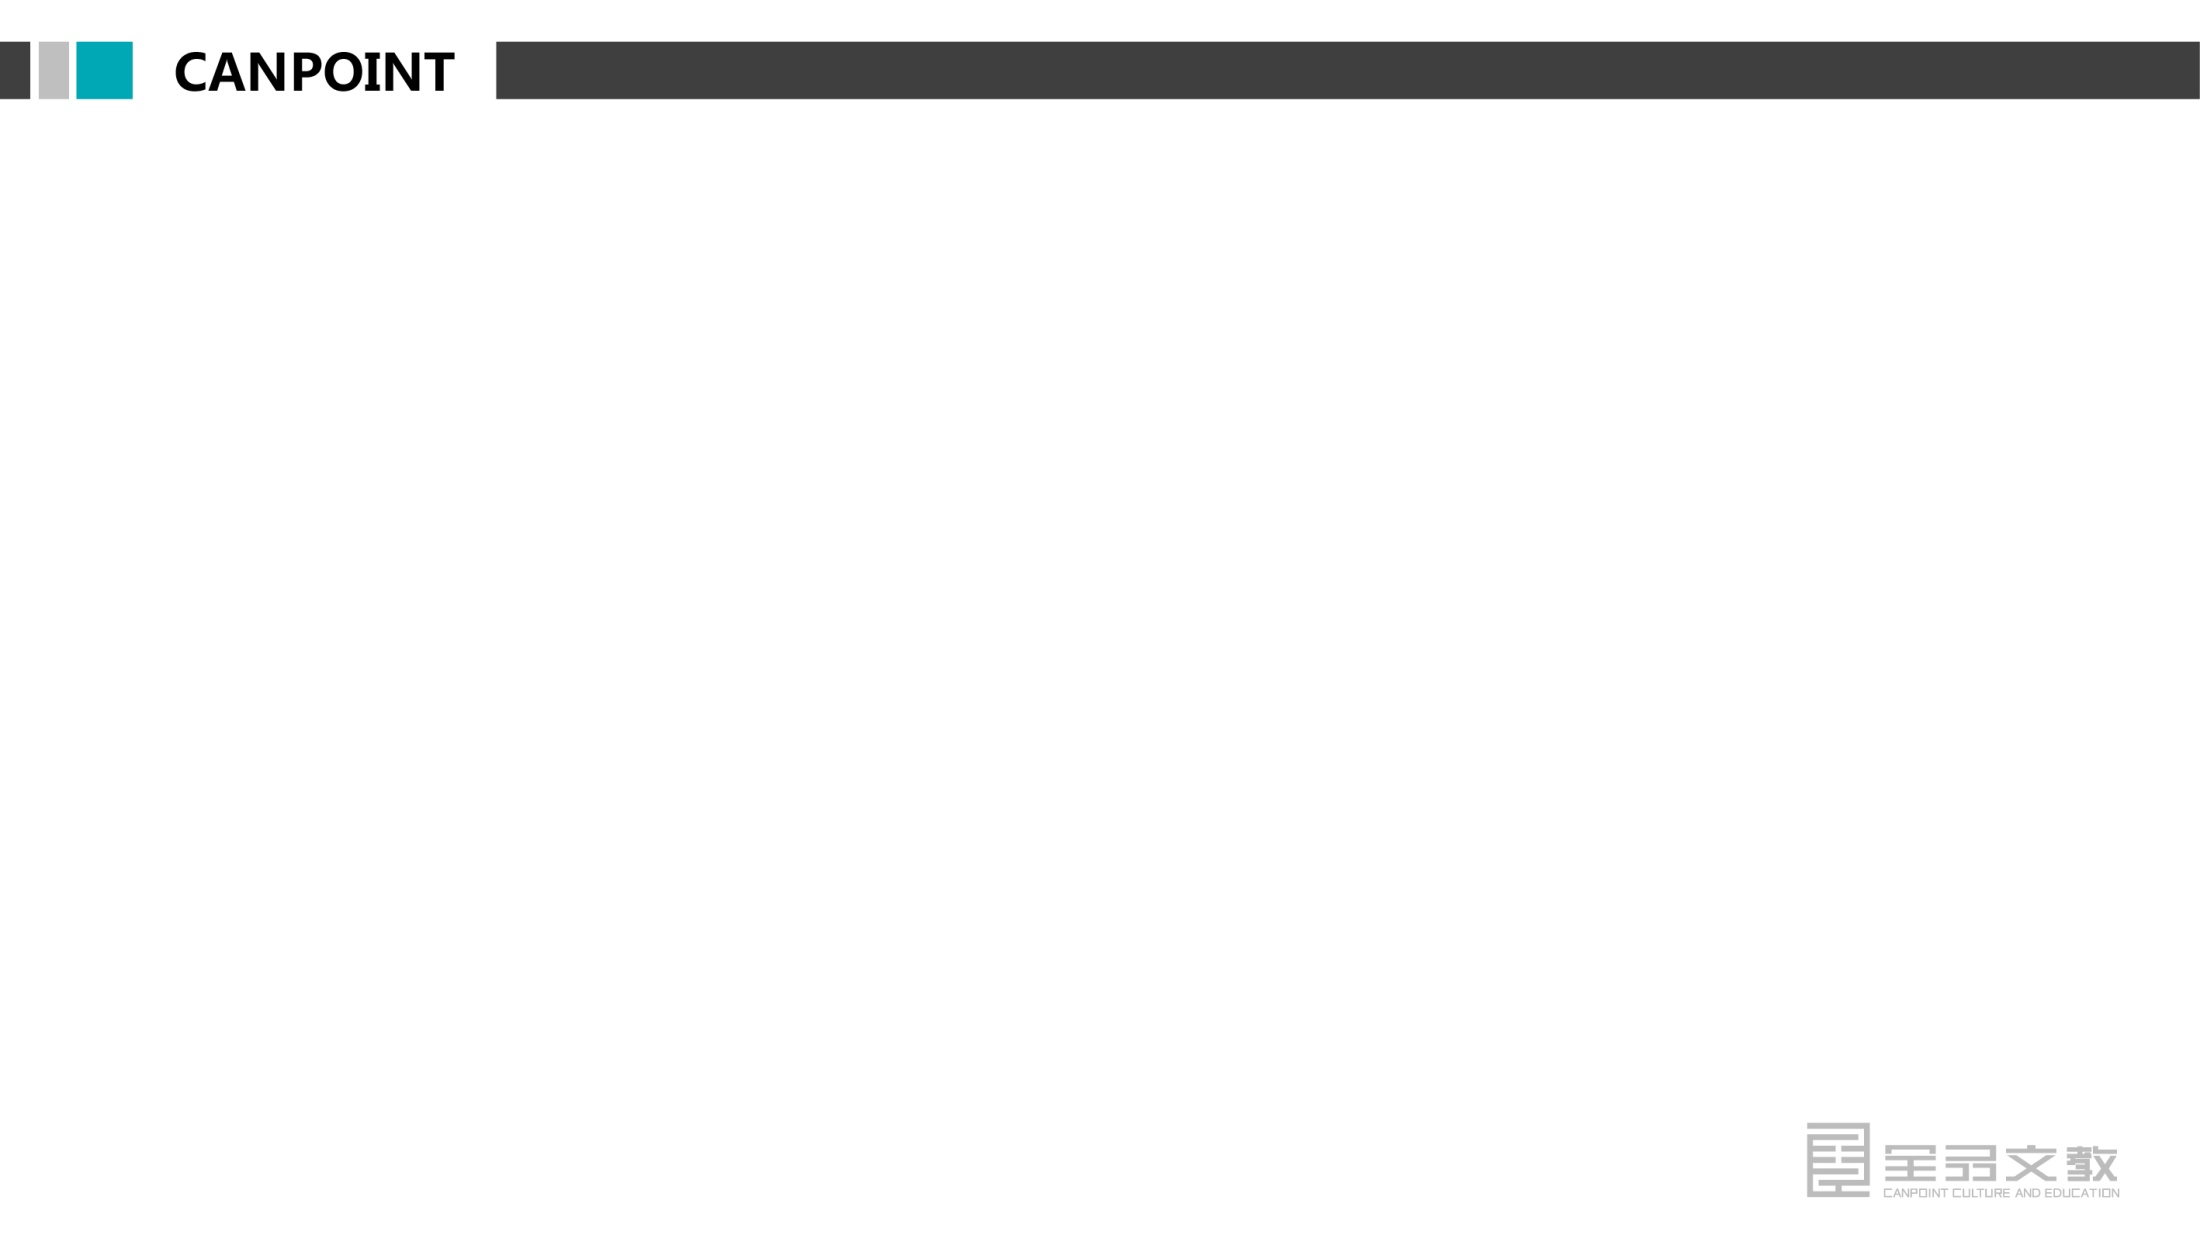 CANPOINT
全品文教
CANPOINT CULTURE AND EDUCATION